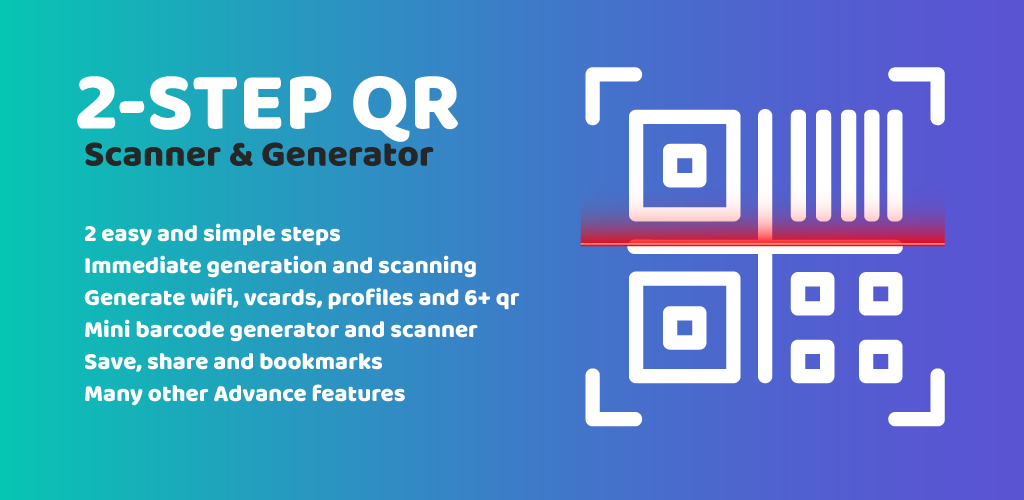 2-STEP QR
Scanner & Generator
2 easy and simple steps
Immediate generation and scanning
Generate wifi, vcards, profiles and 6+ qr
Mini barcode generator and scanner
Save, share and bookmarks
Many other Advance features